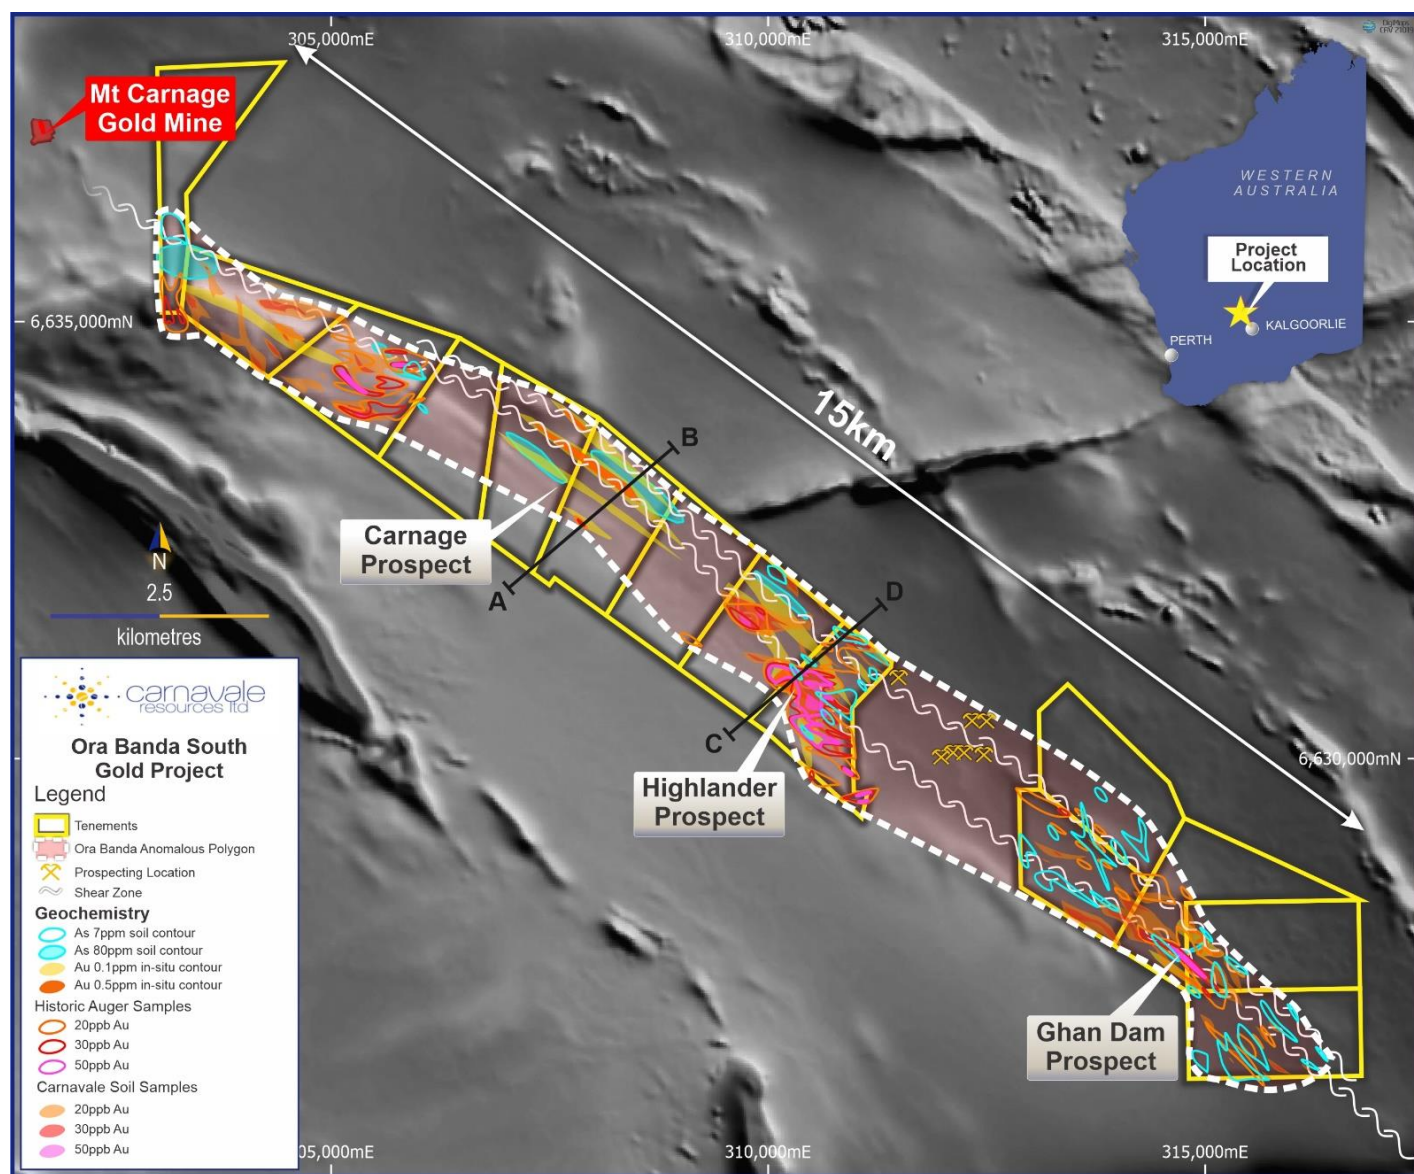 305,000mE
310,000mE
315,000mE
Mt Carnage
Gold Mine
WESTERN
AUSTRALIA
Project
Location
KALGOORLIE
PERTH
6,635,000mN
15km
B
Carnage
Prospect
A
N
2.5
kilometres
D
C
Highlander
Prospect
6,630,000mN
Ghan Dam
Prospect
carnavale
resources ltd
Ora Banda South
Gold Project
Legend
Tenements
Ora Banda Anomalous Polygon
Prospecting Location
Shear Zone
Geochemistry
As 7ppm soil contour
As 80ppm soil contour
Au 0.1ppm in-situ contour
Au 0.5ppm in-situ contour
Historic Auger Samples
20ppb Au
30ppb Au
50ppb Au
Carnavale Soil Samples
20ppb Au
30ppb Au
50ppb Au
305,000mE
310,000mE
315,000mE